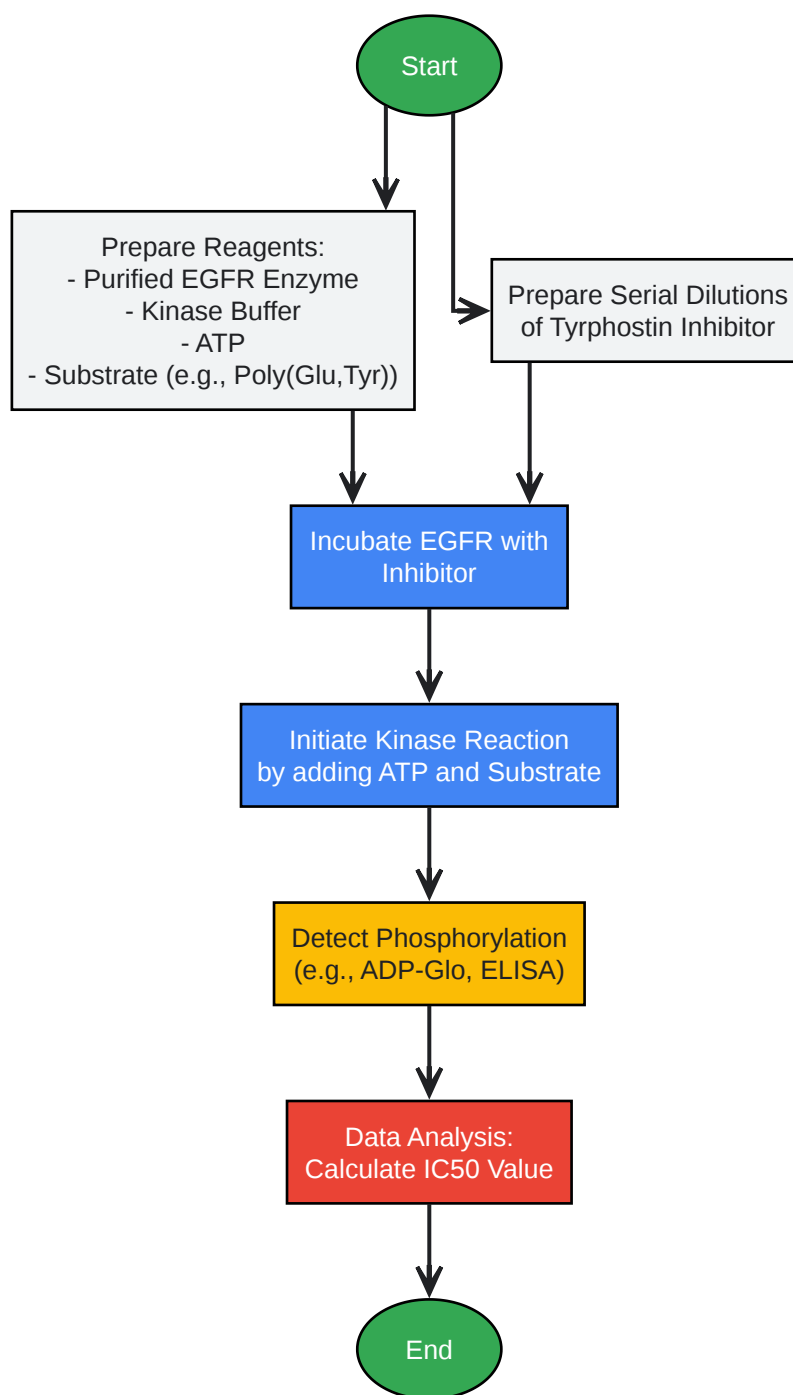 Start
Prepare Reagents:
- Purified EGFR Enzyme
- Kinase Buffer
- ATP
- Substrate (e.g., Poly(Glu,Tyr))
Prepare Serial Dilutions
of Tyrphostin Inhibitor
Incubate EGFR with
Inhibitor
Initiate Kinase Reaction
by adding ATP and Substrate
Detect Phosphorylation
(e.g., ADP-Glo, ELISA)
Data Analysis:
Calculate IC50 Value
End